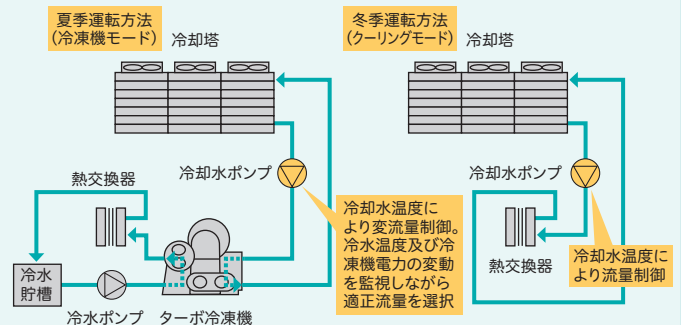 夏季運転方法
（冷凍機モード）
冷却塔
冷却水ポンプ
熱交換器
冷却水温度に
より変流量制御。
冷水温度及び冷
凍機電力の変動
を監視しながら
適正流量を選択
冷水
貯槽
冷水ポンプ
ターボ冷凍機
冬季運転方法
（クーリングモード）
冷却塔
冷却水ポンプ
熱交換器
冷却水温度に
より流量制御